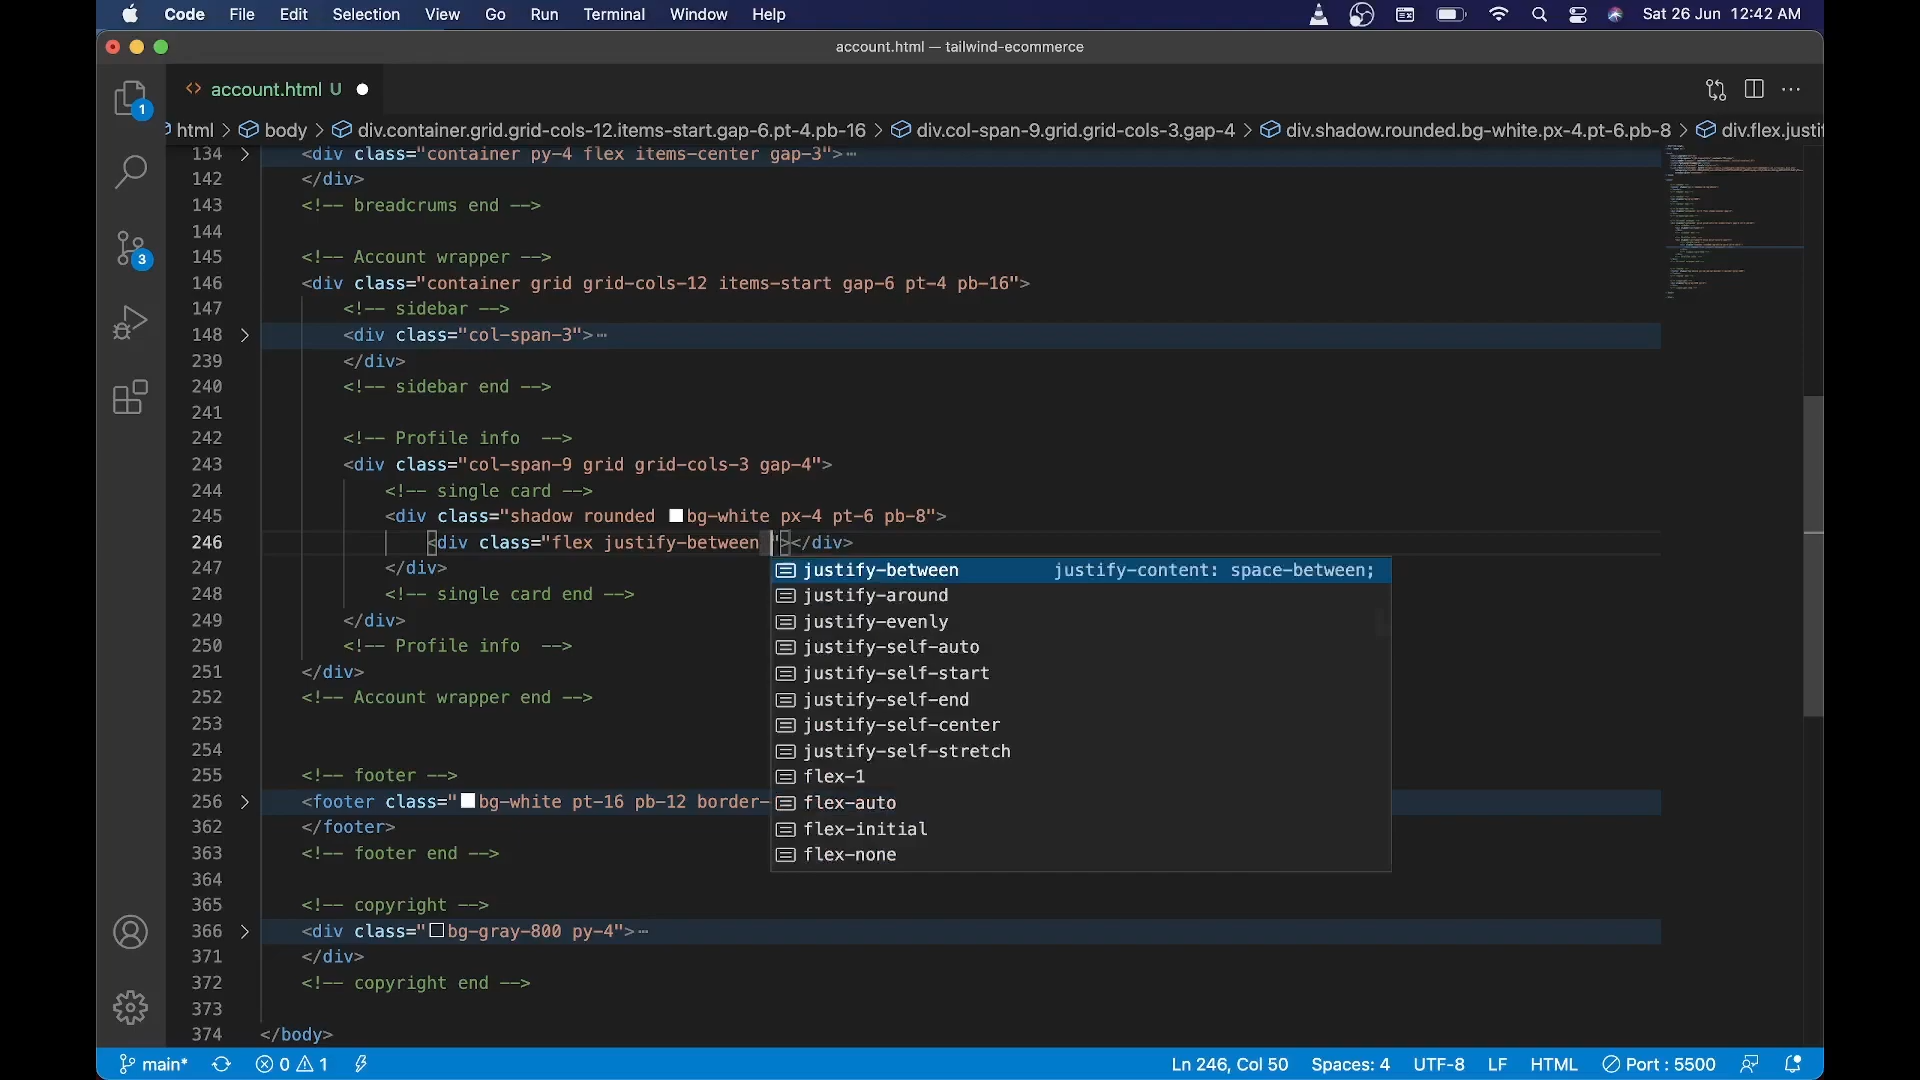 Code File Edit Selection View Go Run Terminal Window Help Sat 26 Jun 12:42 AM
account.html — tailwind-ecommerce
<> account.html U
html > body > div.container.grid.grid-cols-12.items-start.gap-6.pt-4.pb-16 > div.col-span-9.grid.grid-cols-3.gap-4 > div.shadow.rounded.bg-white.px-4.pt-6.pb-8 > div.flex.justif
134 > <div class="container py-4 flex items-center gap-3">⋯
142 </div>
143 <!-- breadcrums end -->
144
145 <!-- Account wrapper -->
146 <div class="container grid grid-cols-12 items-start gap-6 pt-4 pb-16">
147 <!-- sidebar -->
148 > <div class="col-span-3">⋯
239 </div>
240 <!-- sidebar end -->
241
242 <!-- Profile info  -->
243 <div class="col-span-9 grid grid-cols-3 gap-4">
244 <!-- single card -->
245 <div class="shadow rounded bg-white px-4 pt-6 pb-8">
246 <div class="flex justify-between "></div>
247 </div>
248 <!-- single card end -->
249 </div>
250 <!-- Profile info  -->
251 </div>
252 <!-- Account wrapper end -->
253
254
255 <!-- footer -->
256 > <footer class="bg-white pt-16 pb-12 border-
362 </footer>
363 <!-- footer end -->
364
365 <!-- copyright -->
366 > <div class="bg-gray-800 py-4">⋯
371 </div>
372 <!-- copyright end -->
373
374 </body>
justify-between justify-content: space-between;
justify-around
justify-evenly
justify-self-auto
justify-self-start
justify-self-end
justify-self-center
justify-self-stretch
flex-1
flex-auto
flex-initial
flex-none
1
3
main* 0 1 Ln 246, Col 50 Spaces: 4 UTF-8 LF HTML Port : 5500